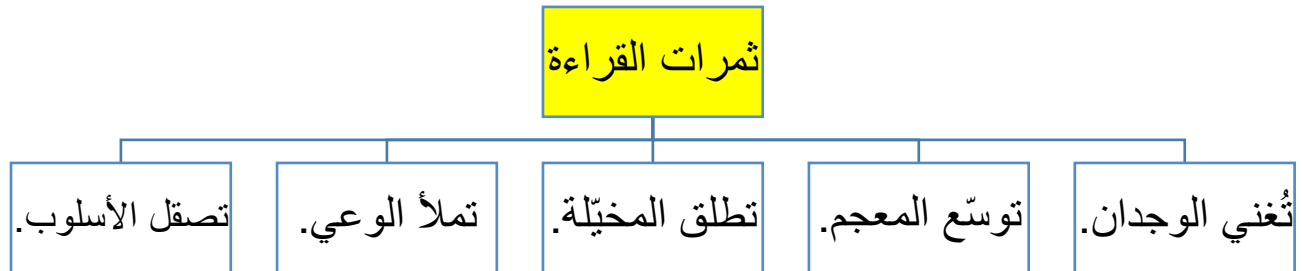 ثمرات القراءة
تُغني الوجدان.
توسّع المعجم.
تطلق المخيّلة.
تملأ الوعي.
تصقل الأسلوب.